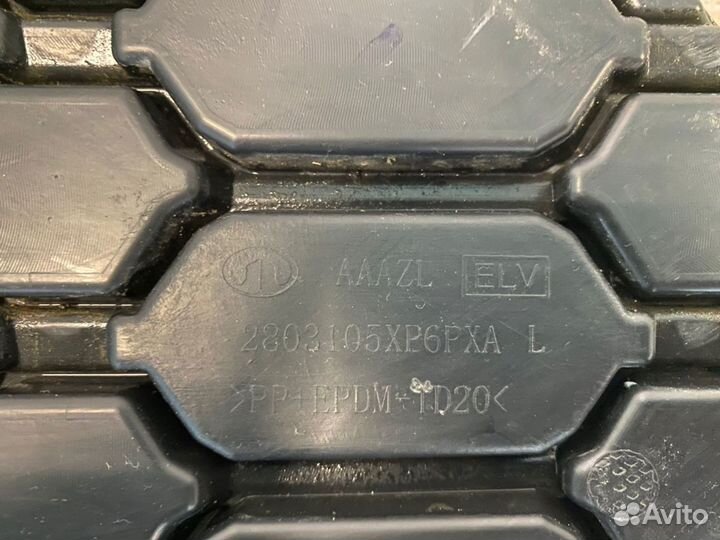 AAAZL ELV
2803105XP6PXA L
>PP+EPDM+TD20<
Avito